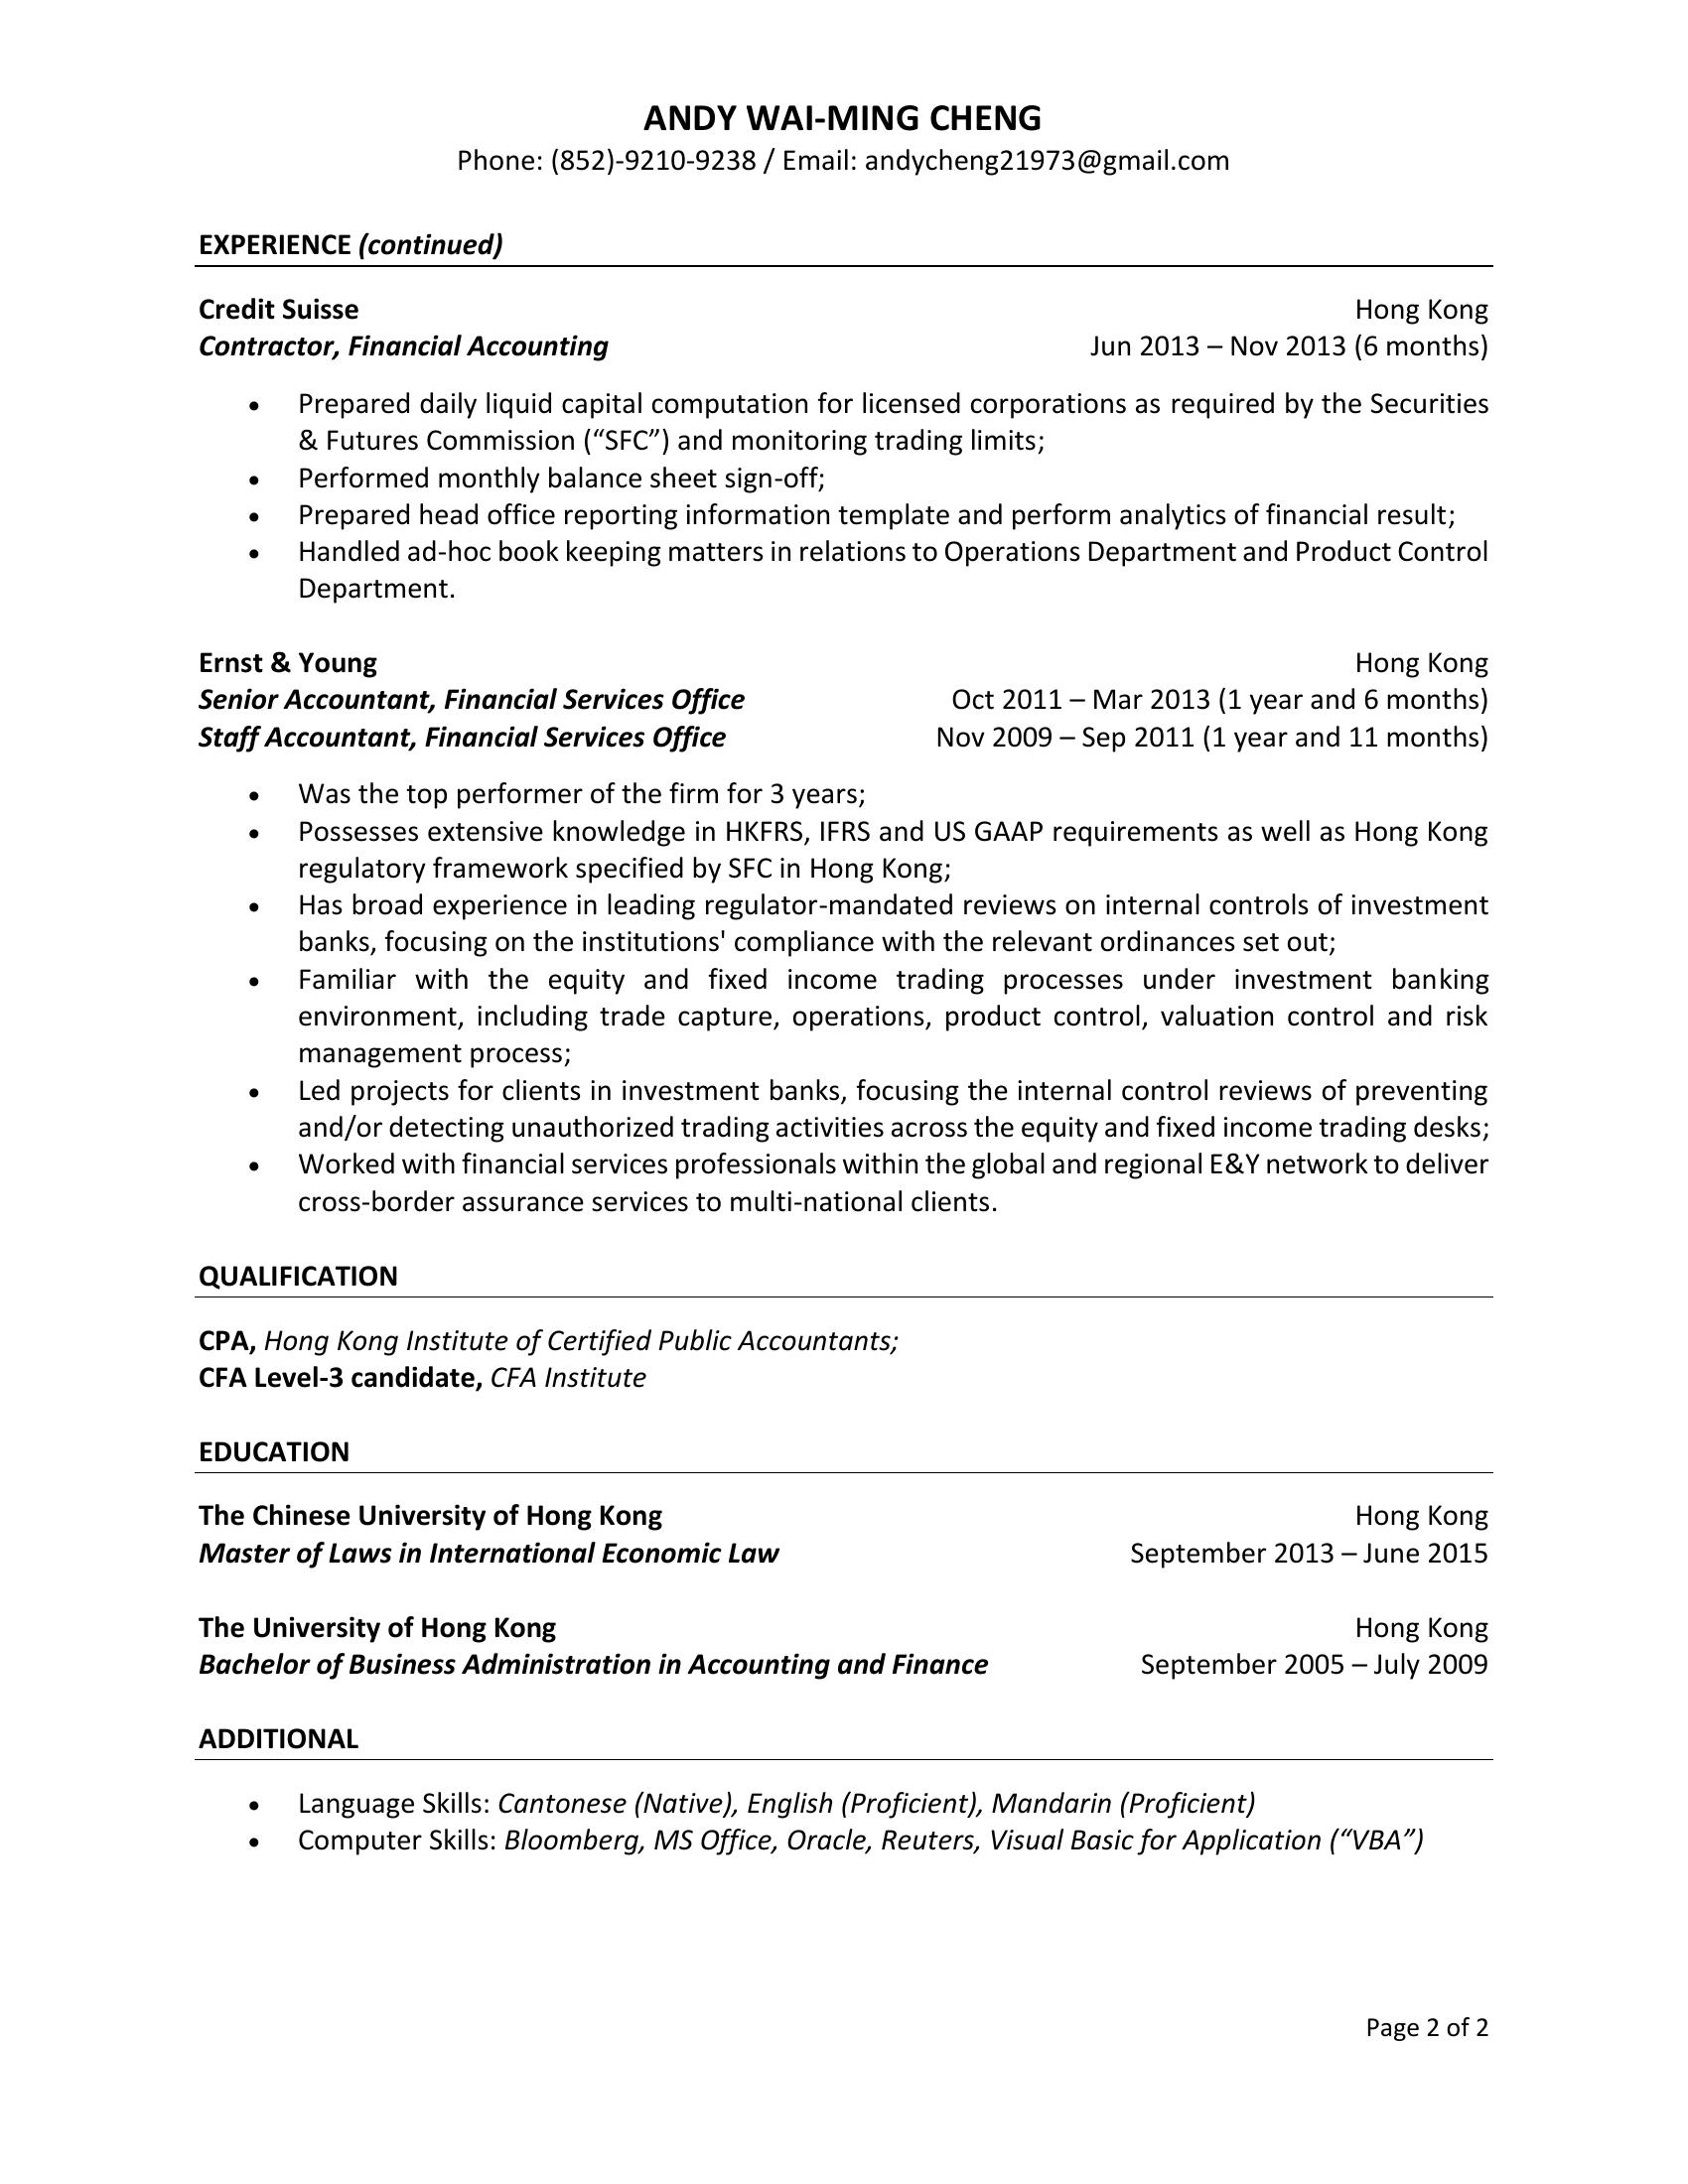 ANDY WAI-MING CHENG
Phone: (852)-9210-9238 / Email: andycheng21973@gmail.com
EXPERIENCE (continued)
Credit Suisse Hong Kong
Contractor, Financial Accounting Jun 2013 – Nov 2013 (6 months)
• Prepared daily liquid capital computation for licensed corporations as required by the Securities
& Futures Commission (“SFC”) and monitoring trading limits;
• Performed monthly balance sheet sign-off;
• Prepared head office reporting information template and perform analytics of financial result;
• Handled ad-hoc book keeping matters in relations to Operations Department and Product Control
Department.
Ernst & Young Hong Kong
Senior Accountant, Financial Services Office Oct 2011 – Mar 2013 (1 year and 6 months)
Staff Accountant, Financial Services Office Nov 2009 – Sep 2011 (1 year and 11 months)
• Was the top performer of the firm for 3 years;
• Possesses extensive knowledge in HKFRS, IFRS and US GAAP requirements as well as Hong Kong
regulatory framework specified by SFC in Hong Kong;
• Has broad experience in leading regulator-mandated reviews on internal controls of investment
banks, focusing on the institutions' compliance with the relevant ordinances set out;
• Familiar with the equity and fixed income trading processes under investment banking
environment, including trade capture, operations, product control, valuation control and risk
management process;
• Led projects for clients in investment banks, focusing the internal control reviews of preventing
and/or detecting unauthorized trading activities across the equity and fixed income trading desks;
• Worked with financial services professionals within the global and regional E&Y network to deliver
cross-border assurance services to multi-national clients.
QUALIFICATION
CPA, Hong Kong Institute of Certified Public Accountants;
CFA Level-3 candidate, CFA Institute
EDUCATION
The Chinese University of Hong Kong Hong Kong
Master of Laws in International Economic Law September 2013 – June 2015
The University of Hong Kong Hong Kong
Bachelor of Business Administration in Accounting and Finance September 2005 – July 2009
ADDITIONAL
• Language Skills: Cantonese (Native), English (Proficient), Mandarin (Proficient)
• Computer Skills: Bloomberg, MS Office, Oracle, Reuters, Visual Basic for Application (“VBA”)
Page 2 of 2